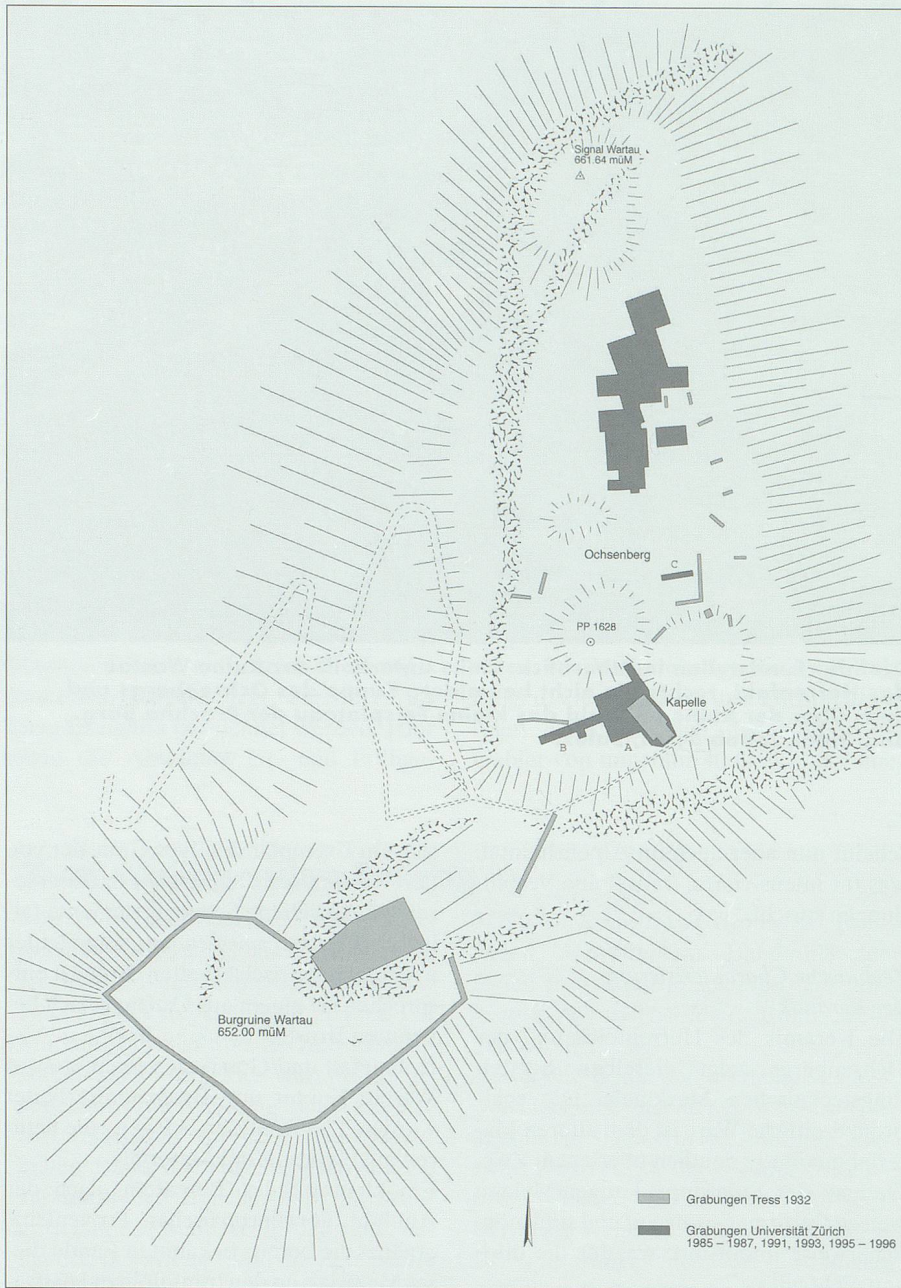 Signal Wartau
661.64 müM
Ochsenberg
C
PP 1628
Kapelle
B
A
Burgruine Wartau
652.00 müM
Grabungen Tress 1932
Grabungen Universität Zürich
1985 – 1987, 1991, 1993, 1995 – 1996